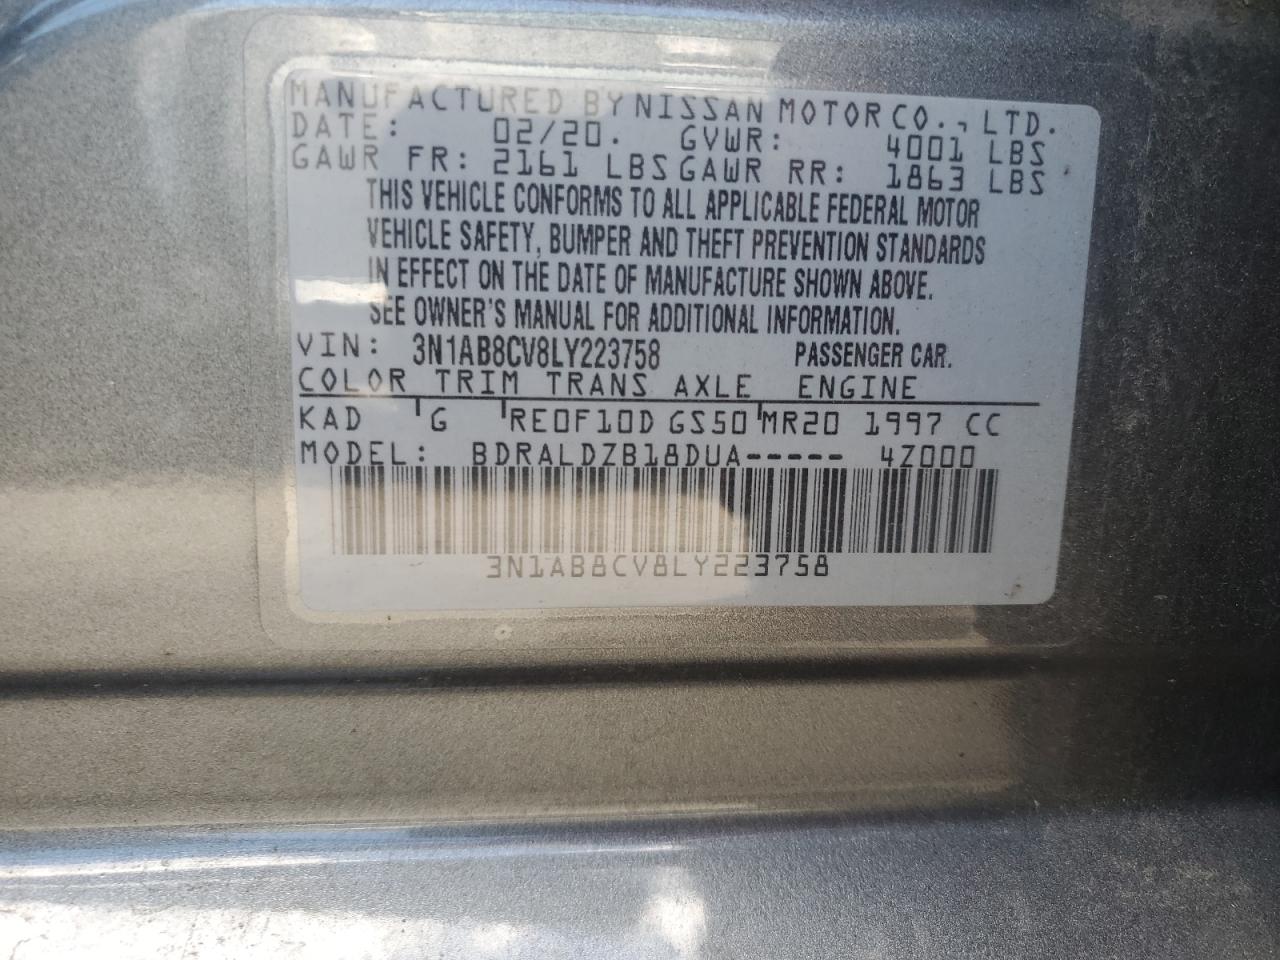 MANUFACTURED BY NISSAN MOTOR CO., LTD.
DATE: 02/20. GVWR: 4001 LBS
GAWR FR: 2161 LBS GAWR RR: 1863 LBS
THIS VEHICLE CONFORMS TO ALL APPLICABLE FEDERAL MOTOR
VEHICLE SAFETY, BUMPER AND THEFT PREVENTION STANDARDS
IN EFFECT ON THE DATE OF MANUFACTURE SHOWN ABOVE.
SEE OWNER'S MANUAL FOR ADDITIONAL INFORMATION.
VIN: 3N1AB8CV8LY223758 PASSENGER CAR.
COLOR TRIM TRANS AXLE ENGINE
KAD G RE0F10D GS50 MR20 1997 CC
MODEL: BDRALDZB18DUA----- 4Z000
3N1AB8CV8LY223758